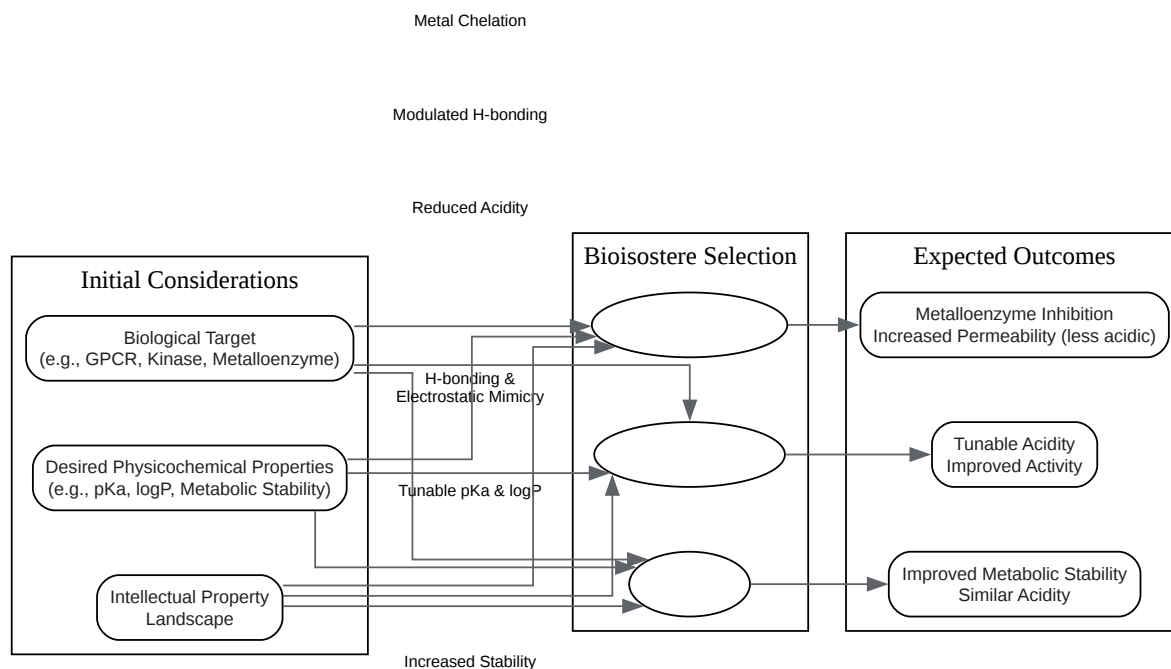 Metal Chelation
Modulated H-bonding
Reduced Acidity
Initial Considerations
Bioisostere Selection
Expected Outcomes
Biological Target
(e.g., GPCR, Kinase, Metalloenzyme)
Metalloenzyme Inhibition
Increased Permeability (less acidic)
H-bonding &
Electrostatic Mimicry
Desired Physicochemical Properties
(e.g., pKa, logP, Metabolic Stability)
Tunable pKa & logP
Tunable Acidity
Improved Activity
Intellectual Property
Landscape
Improved Metabolic Stability
Similar Acidity
Increased Stability